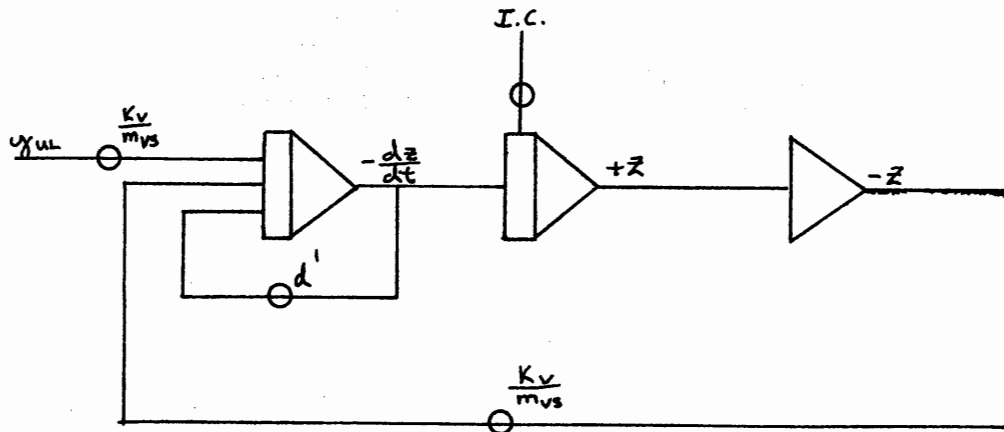 I.C.
y_UL
K_V/m_VS
-dz/dt
+Z
-Z
d'
K_V/m_VS